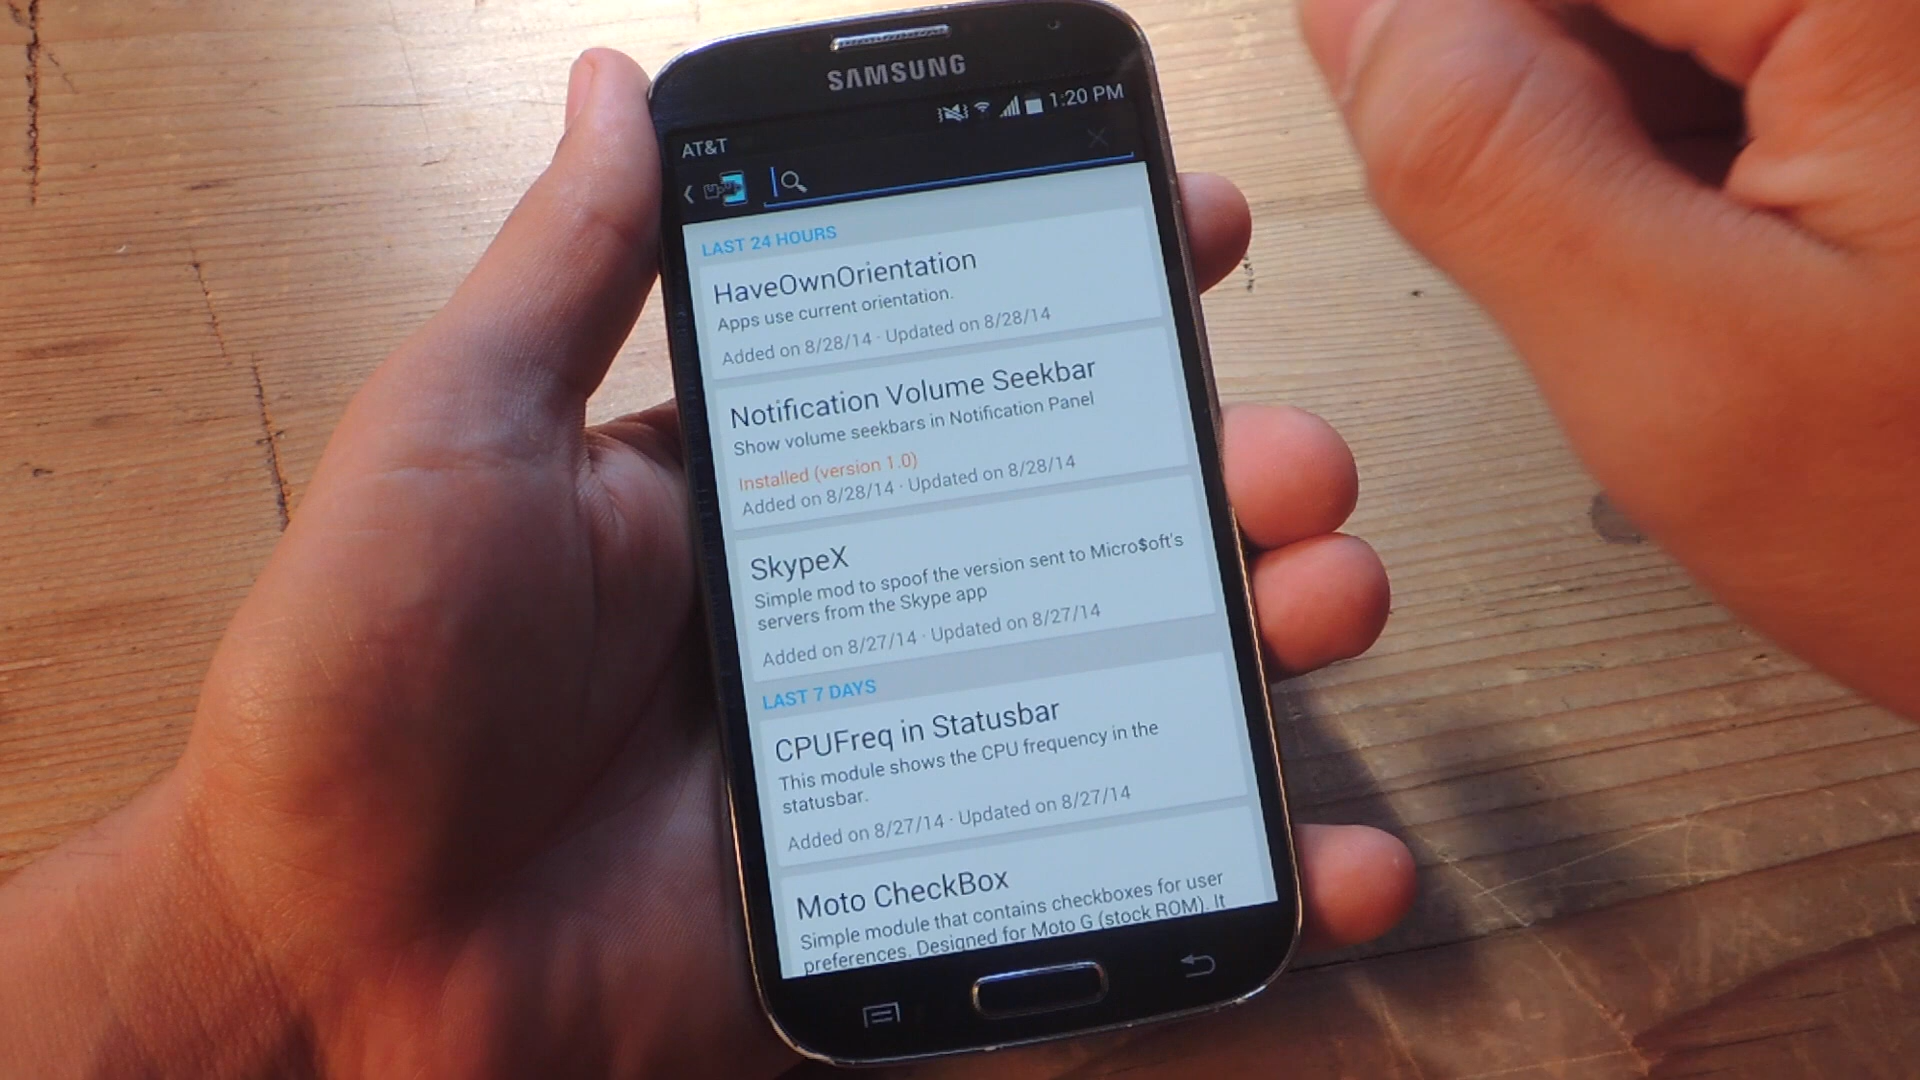 SAMSUNG
1:20 PM
AT&T
LAST 24 HOURS
HaveOwnOrientation
Apps use current orientation.
Added on 8/28/14 · Updated on 8/28/14
Notification Volume Seekbar
Show volume seekbars in Notification Panel
Installed (version 1.0)
Added on 8/28/14 · Updated on 8/28/14
SkypeX
Simple mod to spoof the version sent to Micro$oft's
servers from the Skype app
Added on 8/27/14 · Updated on 8/27/14
LAST 7 DAYS
CPUFreq in Statusbar
This module shows the CPU frequency in the
statusbar.
Added on 8/27/14 · Updated on 8/27/14
Moto CheckBox
Simple module that contains checkboxes for user
preferences. Designed for Moto G (stock ROM). It